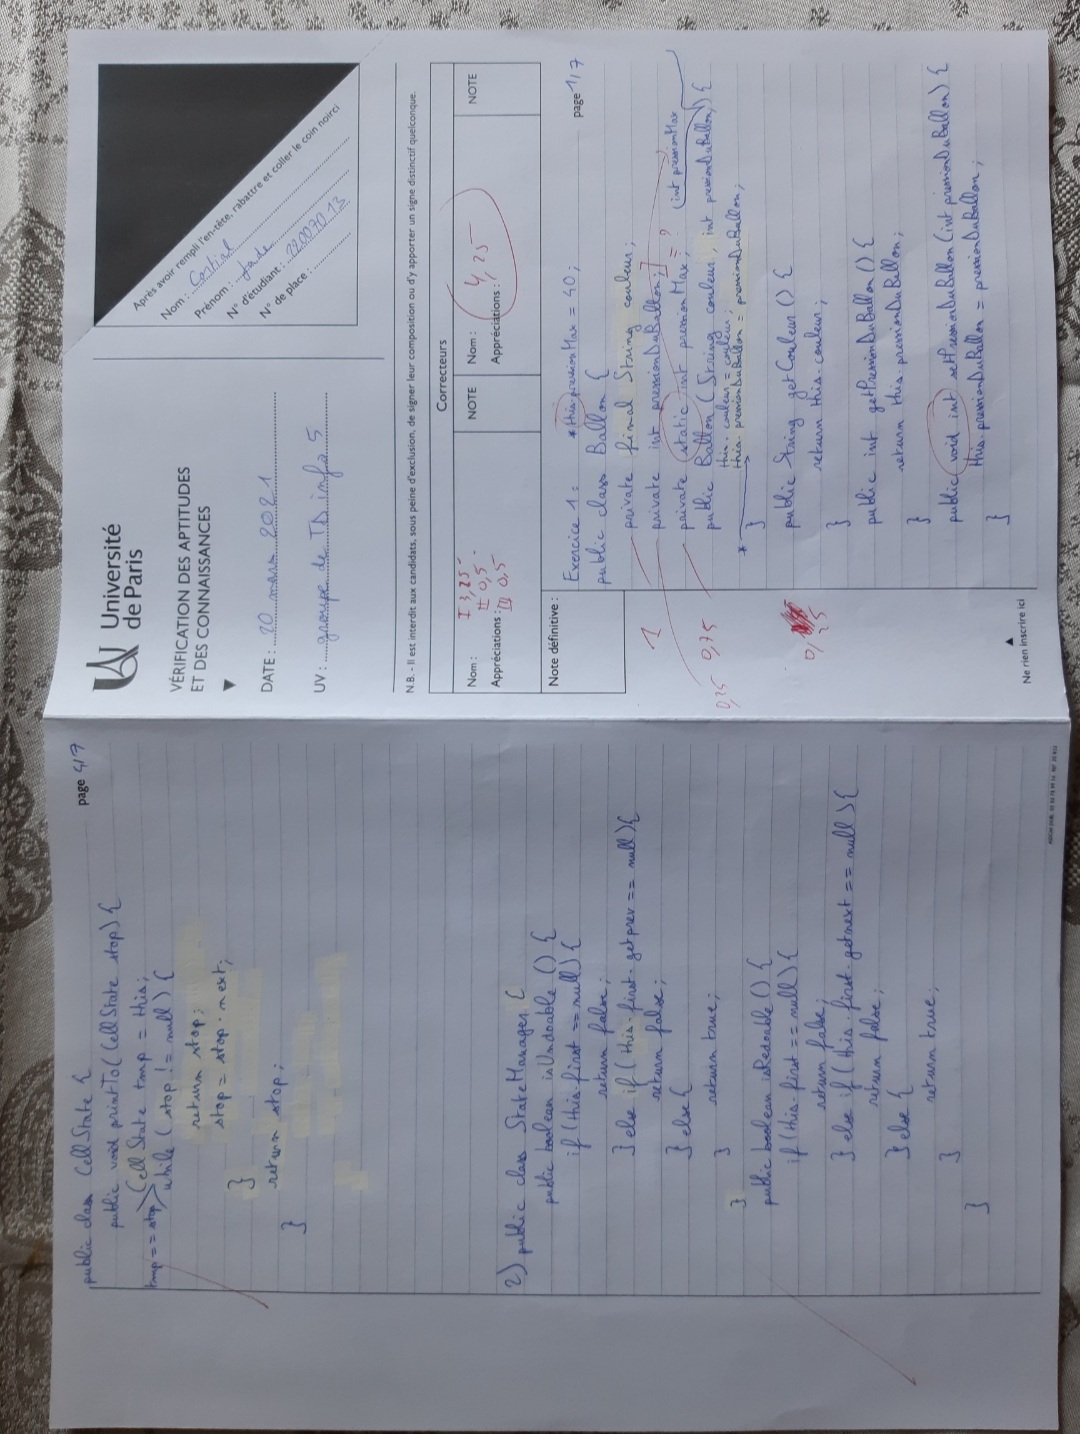 Université
de Paris
VÉRIFICATION DES APTITUDES
ET DES CONNAISSANCES
DATE : 20 mars 2021
UV : groupe de TD info 5
Après avoir rempli l'en-tête, rabattre et coller le coin noirci
Nom :
Prénom : Jade
N° d'étudiant : 22007013
N° de place :
N.B. - Il est interdit aux candidats, sous peine d'exclusion, de signer leur composition ou d'y apporter un signe distinctif quelconque.
Correcteurs
Nom :
I 3,25
II 0,5
Appréciations : III 0,5
NOTE
Nom : 4,25
Appréciations :
NOTE
Note définitive :
page 1/7
Exercice 1 : * this.pressionMax = 40;
public class Ballon {
private final String couleur;
private int pressionDuBallon;
private static int pressionMax; = ? (int pressionMax
public Ballon (String couleur, int pressionDuBallon) {
this.couleur = couleur;
this.pressionDuBallon = pressionDuBallon;
*
}
public String getCouleur () {
return this.couleur;
}
public int getPressionDuBallon () {
return this.pressionDuBallon;
}
public void int setPressionDuBallon (int pressionDuBallon) {
this.pressionDuBallon = pressionDuBallon;
}
1
0,25 0,75
0, 25
Ne rien inscrire ici
page 4/7
public class CellState {
public void printTo (CellState stop) {
CellState tmp = this;
tmp == stop
while (stop != null) {
return stop;
stop = stop.next;
}
return stop;
}
2) public class StateManager {
public boolean isUndoable () {
if (this.first == null) {
return false;
} else if (this.first.getprev == null) {
return false;
} else {
return true;
}
}
public boolean isRedoable () {
if (this.first == null) {
return false;
} else if (this.first.getnext == null) {
return false;
} else {
return true;
}
}